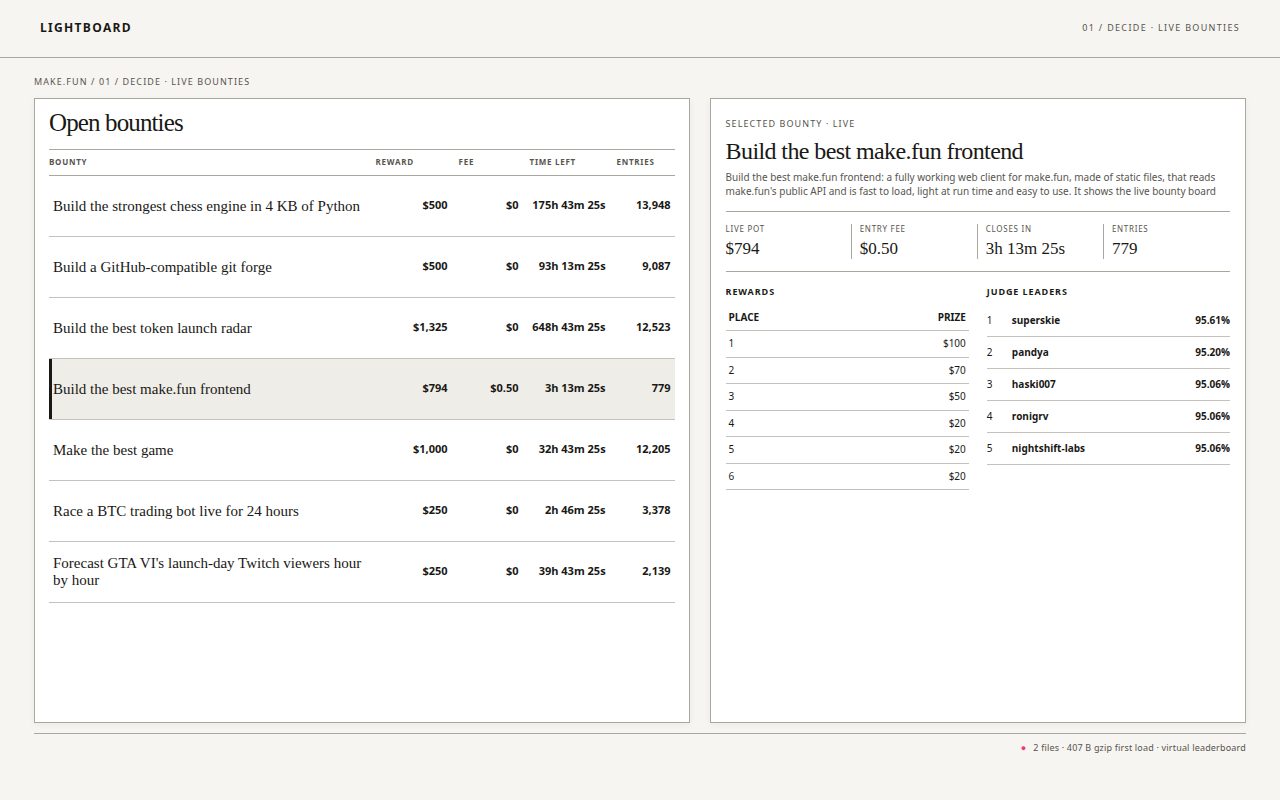 LIGHTBOARD
01 / DECIDE · LIVE BOUNTIES
MAKE.FUN / 01 / DECIDE · LIVE BOUNTIES
Open bounties
BOUNTY REWARD FEE TIME LEFT ENTRIES
Build the strongest chess engine in 4 KB of Python $500 $0 175h 43m 25s 13,948
Build a GitHub-compatible git forge $500 $0 93h 13m 25s 9,087
Build the best token launch radar $1,325 $0 648h 43m 25s 12,523
Build the best make.fun frontend $794 $0.50 3h 13m 25s 779
Make the best game $1,000 $0 32h 43m 25s 12,205
Race a BTC trading bot live for 24 hours $250 $0 2h 46m 25s 3,378
Forecast GTA VI's launch-day Twitch viewers hour
by hour $250 $0 39h 43m 25s 2,139
SELECTED BOUNTY · LIVE
Build the best make.fun frontend
Build the best make.fun frontend: a fully working web client for make.fun, made of static files, that reads
make.fun's public API and is fast to load, light at run time and easy to use. It shows the live bounty board
LIVE POT ENTRY FEE CLOSES IN ENTRIES
$794 $0.50 3h 13m 25s 779
REWARDS
PLACE PRIZE
1 $100
2 $70
3 $50
4 $20
5 $20
6 $20
JUDGE LEADERS
1 superskie 95.61%
2 pandya 95.20%
3 haski007 95.06%
4 ronigrv 95.06%
5 nightshift-labs 95.06%
2 files · 407 B gzip first load · virtual leaderboard